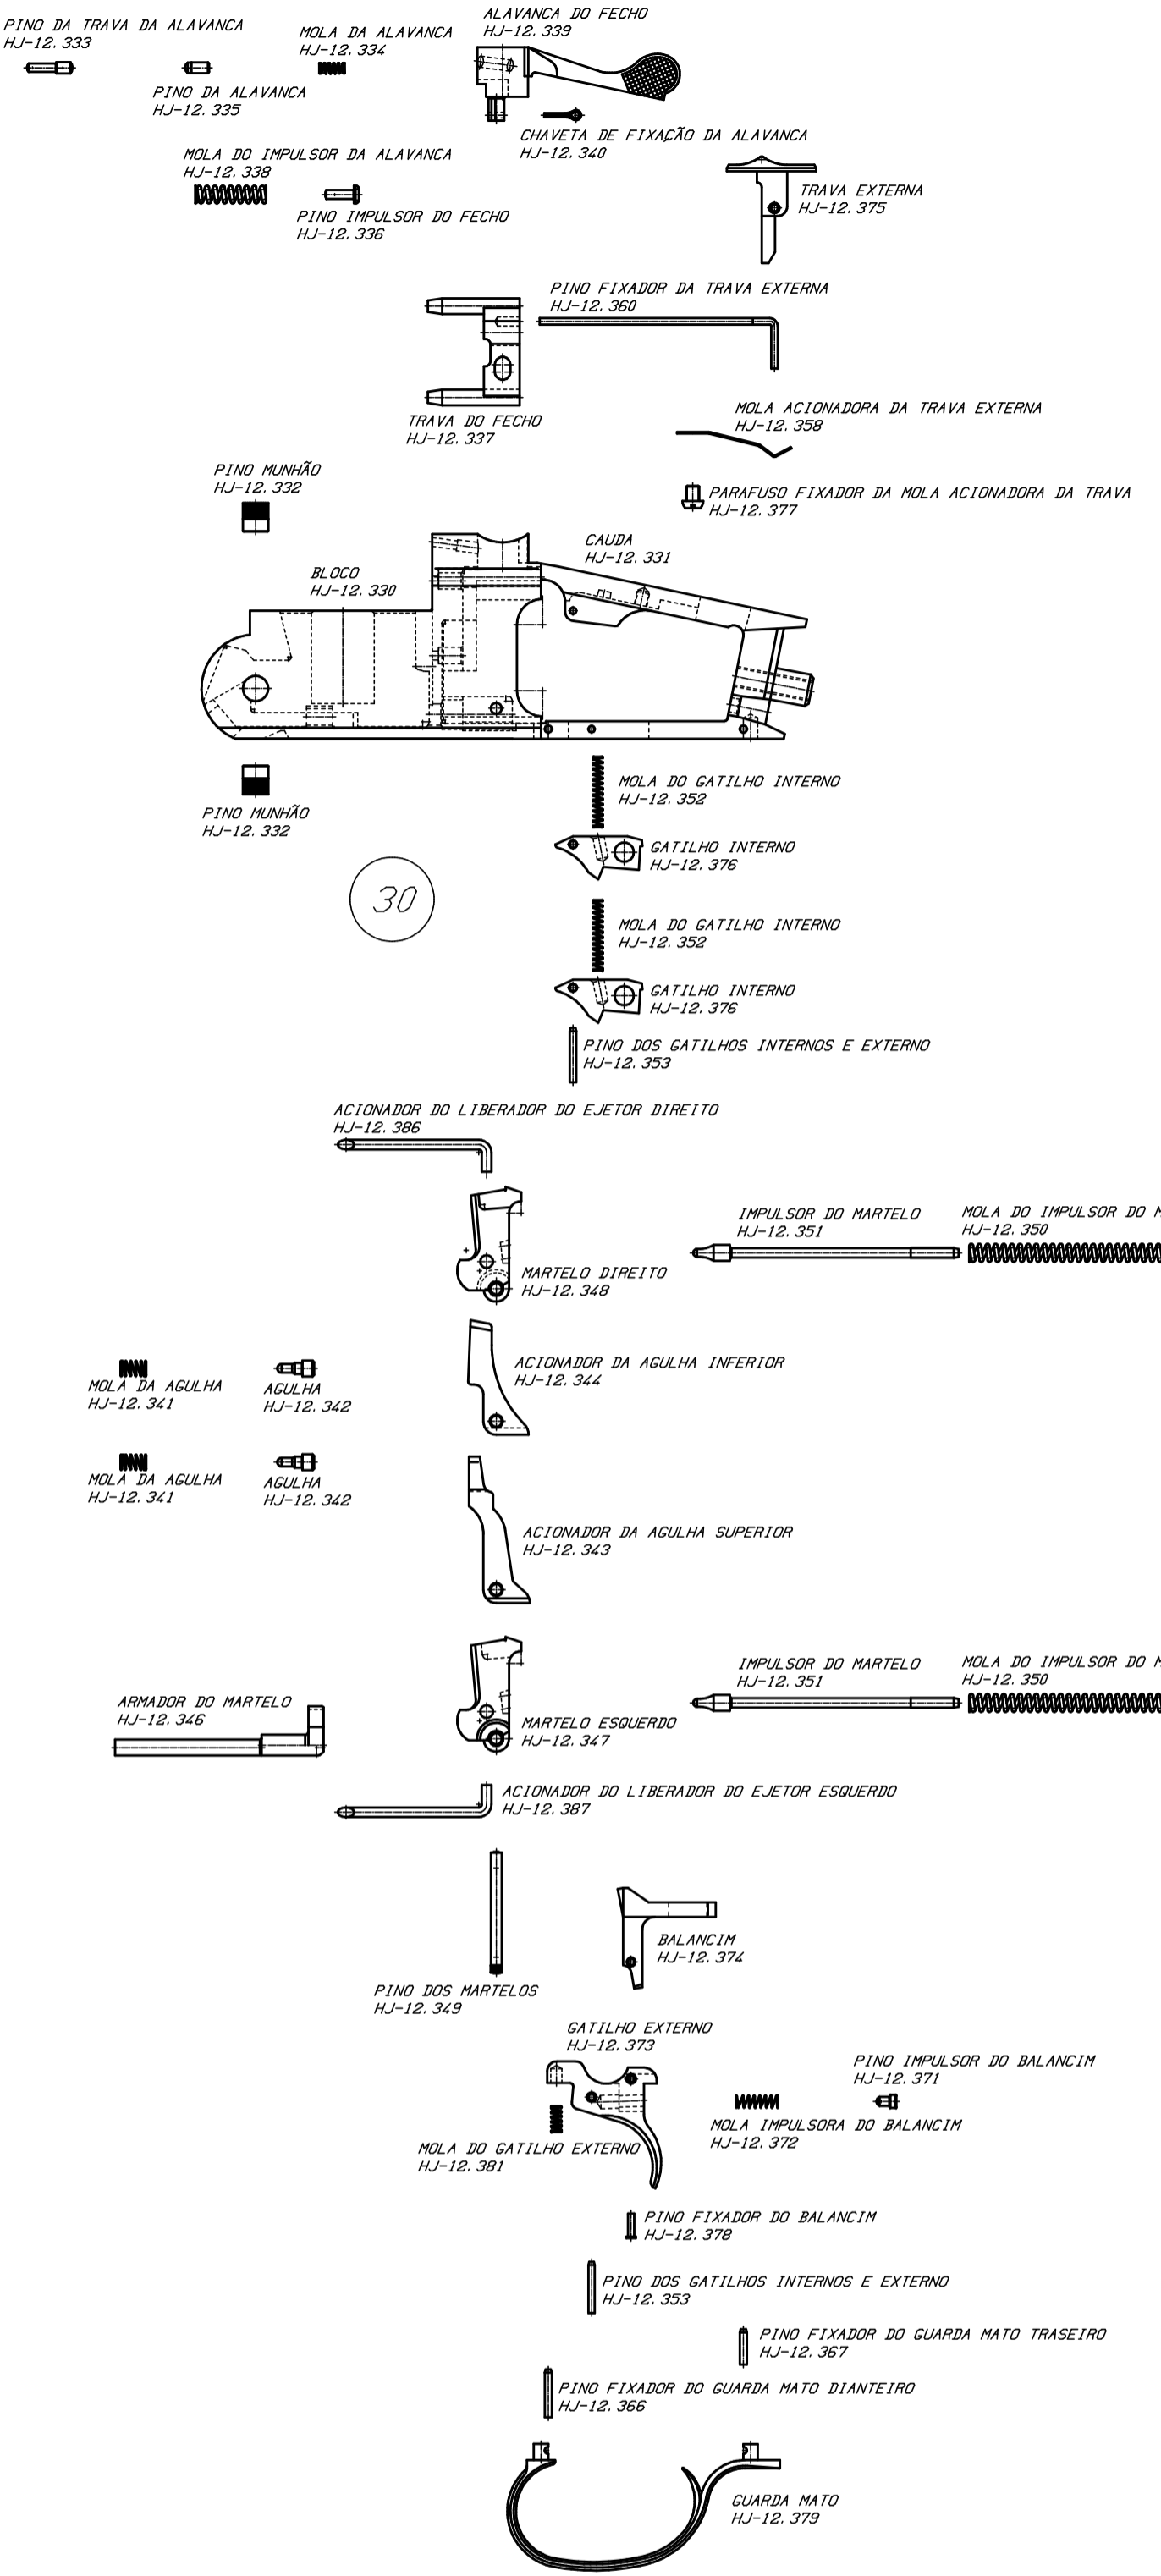 PINO DA TRAVA DA ALAVANCA
HJ-12.333
MOLA DA ALAVANCA
HJ-12.334
ALAVANCA DO FECHO
HJ-12.339
PINO DA ALAVANCA
HJ-12.335
CHAVETA DE FIXAÇÃO DA ALAVANCA
HJ-12.340
MOLA DO IMPULSOR DA ALAVANCA
HJ-12.338
PINO IMPULSOR DO FECHO
HJ-12.336
TRAVA EXTERNA
HJ-12.375
PINO FIXADOR DA TRAVA EXTERNA
HJ-12.360
TRAVA DO FECHO
HJ-12.337
MOLA ACIONADORA DA TRAVA EXTERNA
HJ-12.358
PINO MUNHÃO
HJ-12.332
PARAFUSO FIXADOR DA MOLA ACIONADORA DA TRAVA
HJ-12.377
CAUDA
HJ-12.331
BLOCO
HJ-12.330
MOLA DO GATILHO INTERNO
HJ-12.352
PINO MUNHÃO
HJ-12.332
GATILHO INTERNO
HJ-12.376
30
MOLA DO GATILHO INTERNO
HJ-12.352
GATILHO INTERNO
HJ-12.376
PINO DOS GATILHOS INTERNOS E EXTERNO
HJ-12.353
ACIONADOR DO LIBERADOR DO EJETOR DIREITO
HJ-12.386
IMPULSOR DO MARTELO
HJ-12.351
MOLA DO IMPULSOR DO
HJ-12.350
MARTELO DIREITO
HJ-12.348
ACIONADOR DA AGULHA INFERIOR
HJ-12.344
MOLA DA AGULHA
HJ-12.341
AGULHA
HJ-12.342
MOLA DA AGULHA
HJ-12.341
AGULHA
HJ-12.342
ACIONADOR DA AGULHA SUPERIOR
HJ-12.343
IMPULSOR DO MARTELO
HJ-12.351
MOLA DO IMPULSOR DO
HJ-12.350
ARMADOR DO MARTELO
HJ-12.346
MARTELO ESQUERDO
HJ-12.347
ACIONADOR DO LIBERADOR DO EJETOR ESQUERDO
HJ-12.387
BALANCIM
HJ-12.374
PINO DOS MARTELOS
HJ-12.349
GATILHO EXTERNO
HJ-12.373
PINO IMPULSOR DO BALANCIM
HJ-12.371
MOLA IMPULSORA DO BALANCIM
HJ-12.372
MOLA DO GATILHO EXTERNO
HJ-12.381
PINO FIXADOR DO BALANCIM
HJ-12.378
PINO DOS GATILHOS INTERNOS E EXTERNO
HJ-12.353
PINO FIXADOR DO GUARDA MATO TRASEIRO
HJ-12.367
PINO FIXADOR DO GUARDA MATO DIANTEIRO
HJ-12.366
GUARDA MATO
HJ-12.379